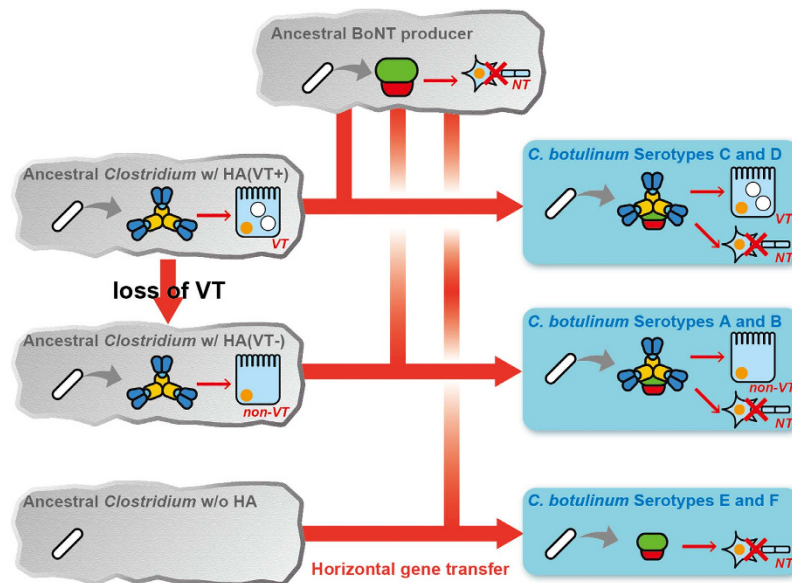 Ancestral BoNT producer
NT
Ancestral Clostridium w/ HA(VT+)
VT
C. botulinum Serotypes C and D
VT
NT
loss of VT
Ancestral Clostridium w/ HA(VT-)
non-VT
C. botulinum Serotypes A and B
non-VT
NT
Ancestral Clostridium w/o HA
C. botulinum Serotypes E and F
NT
Horizontal gene transfer